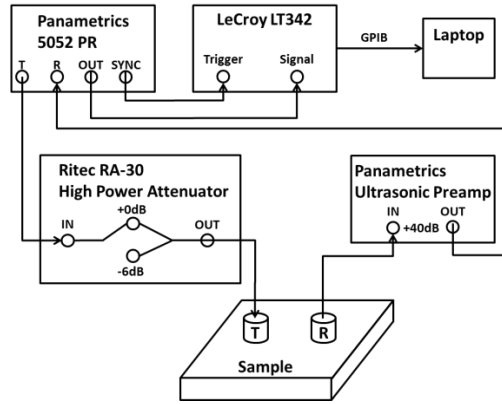 Panametrics
5052 PR
T R OUT SYNC
LeCroy LT342
Trigger Signal
GPIB
Laptop
Ritec RA-30
High Power Attenuator
+0dB
IN
OUT
-6dB
Panametrics
Ultrasonic Preamp
IN OUT
+40dB
T
R
Sample